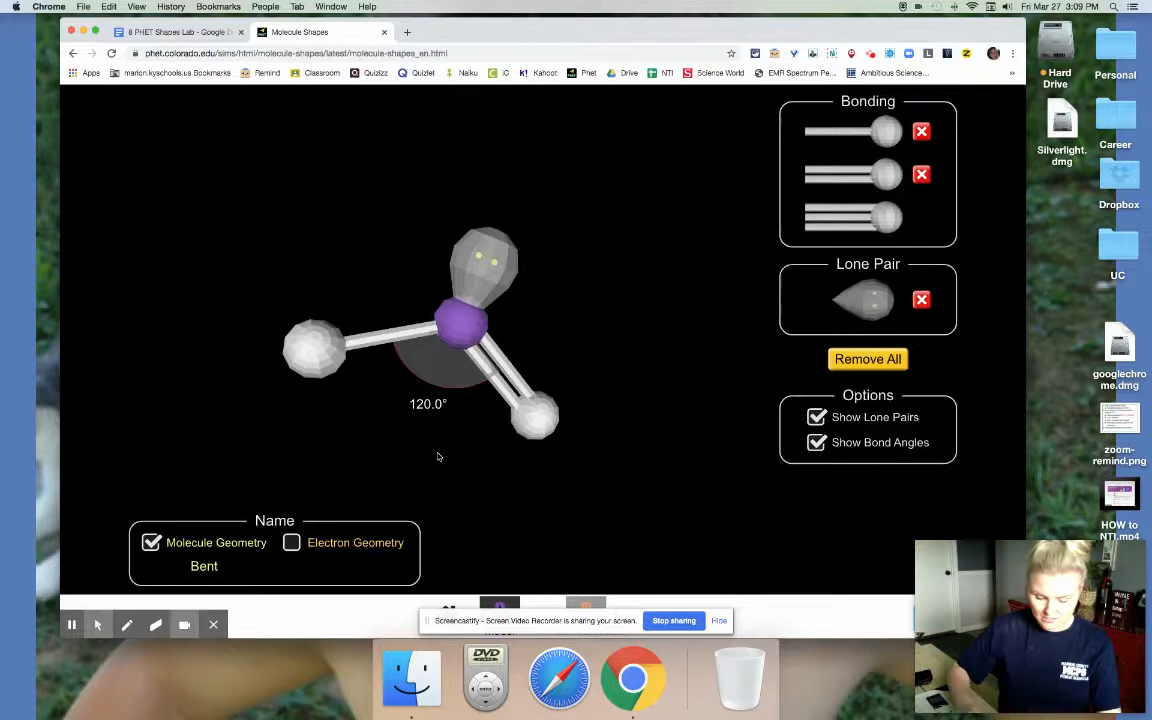 Chrome File Edit View History Bookmarks People Tab Window Help
Fri Mar 27 3:09 PM
8 PHET Shapes Lab - Google D
Molecule Shapes
phet.colorado.edu/sims/html/molecule-shapes/latest/molecule-shapes_en.html
Apps marion.kyschools.us Bookmarks Remind Classroom Quizizz Quizlet Naiku iC Kahoot Phet Drive NTI Science World EMR Spectrum Pe... Ambitious Science... »
Bonding
Lone Pair
Remove All
Options
Show Lone Pairs
Show Bond Angles
120.0°
Name
Molecule Geometry Electron Geometry
Bent
Screencastify - Screen Video Recorder is sharing your screen. Stop sharing Hide
Hard Drive
Personal
Silverlight.dmg
Career
Dropbox
UC
googlechrome.dmg
zoom-remind.png
HOW to NTI.mp4
DVD